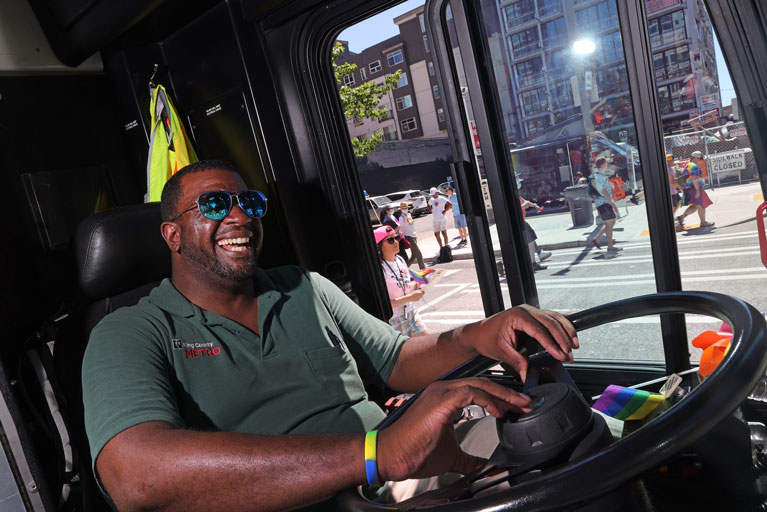 King County
METRO
SIDEWALK
CLOSED